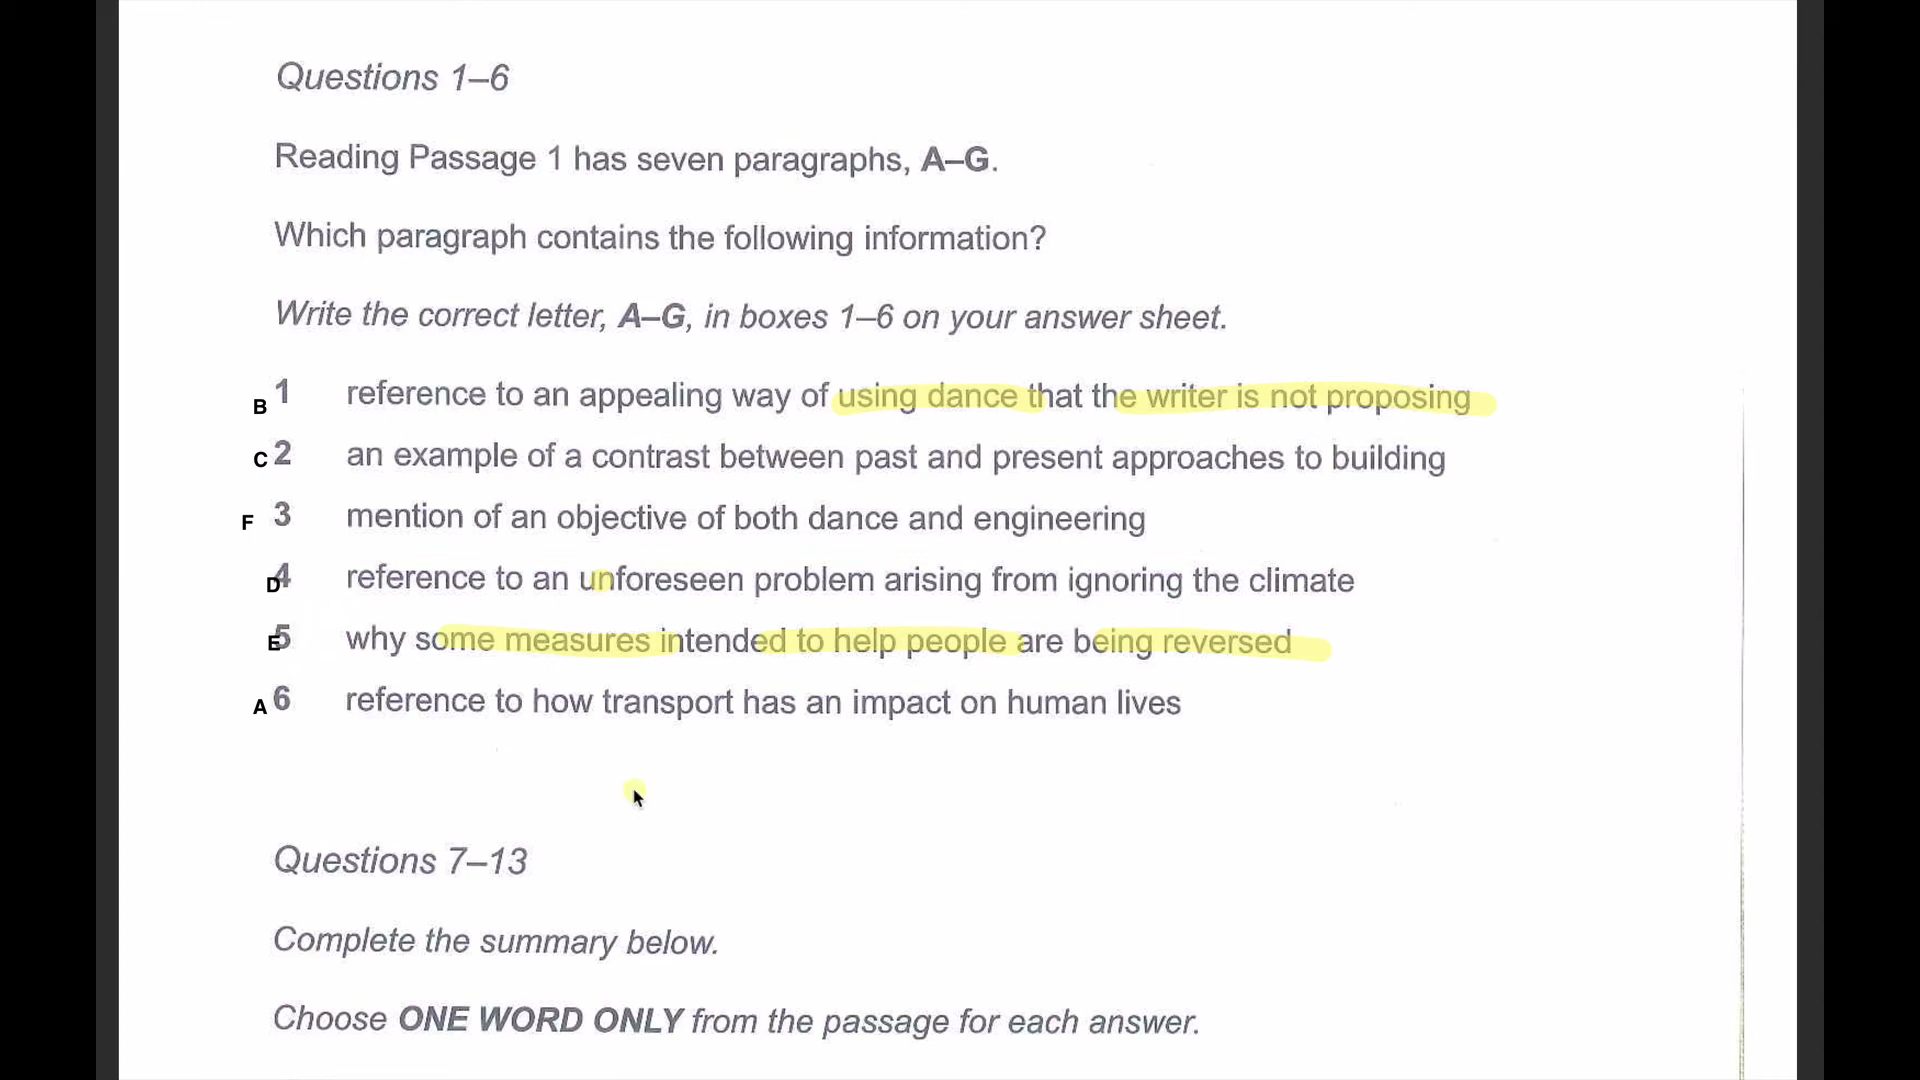 Questions 1–6
Reading Passage 1 has seven paragraphs, A–G.
Which paragraph contains the following information?
Write the correct letter, A–G, in boxes 1–6 on your answer sheet.
B 1 reference to an appealing way of using dance that the writer is not proposing
C 2 an example of a contrast between past and present approaches to building
F 3 mention of an objective of both dance and engineering
D 4 reference to an unforeseen problem arising from ignoring the climate
E 5 why some measures intended to help people are being reversed
A 6 reference to how transport has an impact on human lives
Questions 7–13
Complete the summary below.
Choose ONE WORD ONLY from the passage for each answer.